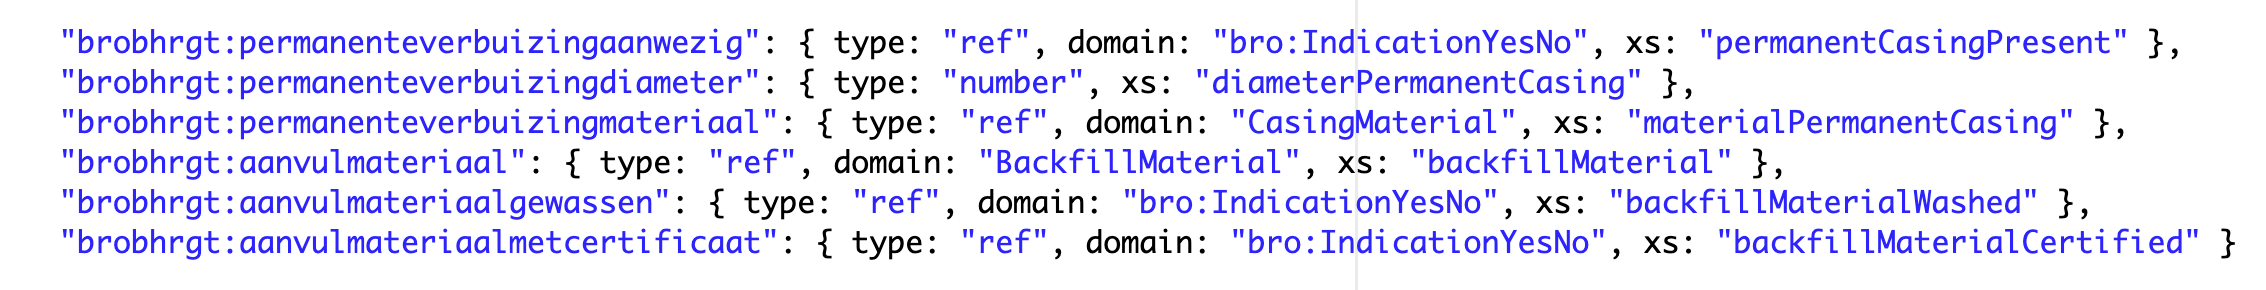 "brobhrgt:permanenteverbuizingaanwezig": { type: "ref", domain: "bro:IndicationYesNo", xs: "permanentCasingPresent" },
"brobhrgt:permanenteverbuizingdiameter": { type: "number", xs: "diameterPermanentCasing" },
"brobhrgt:permanenteverbuizingmateriaal": { type: "ref", domain: "CasingMaterial", xs: "materialPermanentCasing" },
"brobhrgt:aanvulmateriaal": { type: "ref", domain: "BackfillMaterial", xs: "backfillMaterial" },
"brobhrgt:aanvulmateriaalgewassen": { type: "ref", domain: "bro:IndicationYesNo", xs: "backfillMaterialWashed" },
"brobhrgt:aanvulmateriaalmetcertificaat": { type: "ref", domain: "bro:IndicationYesNo", xs: "backfillMaterialCertified" }